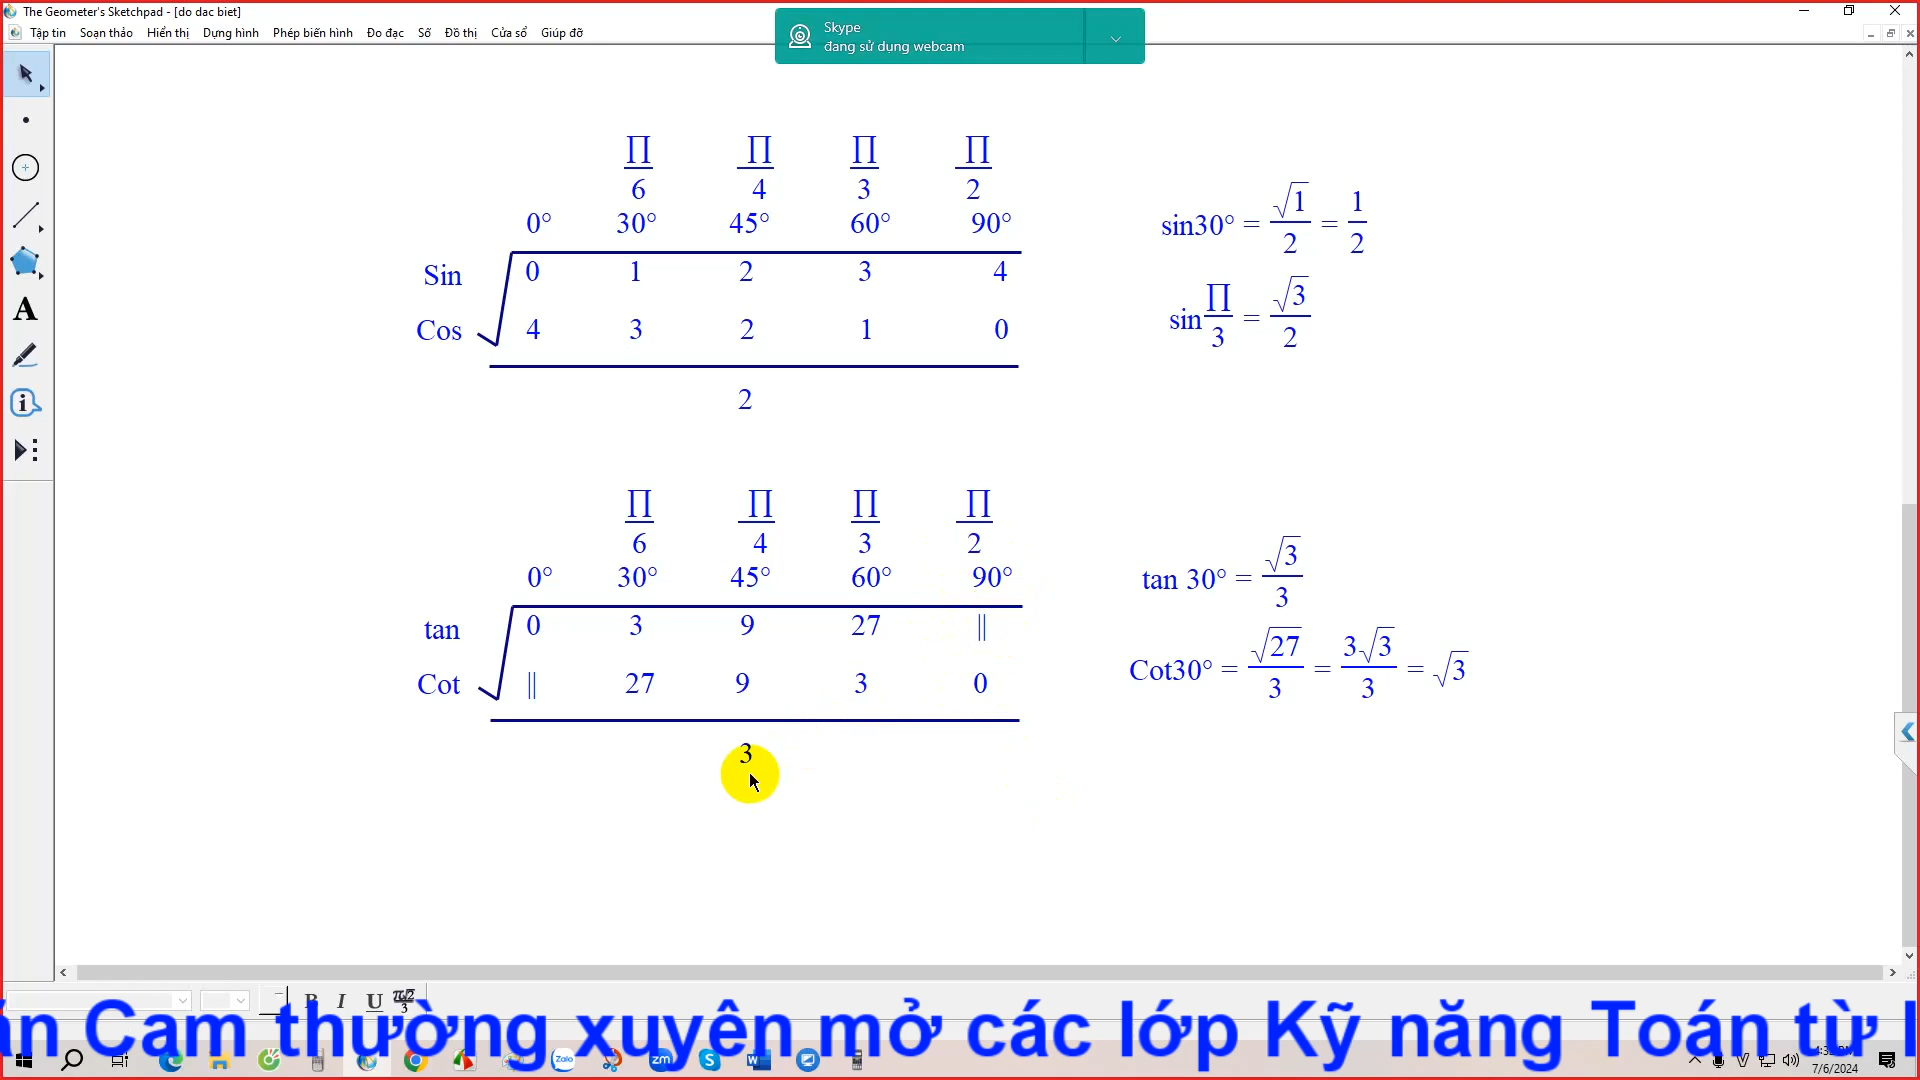 The Geometer's Sketchpad - [do dac biet]
Tập tin Soạn thảo Hiển thị Dựng hình Phép biến hình Đo đạc Số Đồ thị Cửa sổ Giúp đỡ
Skype
đang sử dụng webcam
∏/6 ∏/4 ∏/3 ∏/2
0° 30° 45° 60° 90°
Sin 0 1 2 3 4
Cos 4 3 2 1 0
2
sin30° = √1/2 = 1/2
sin∏/3 = √3/2
∏/6 ∏/4 ∏/3 ∏/2
0° 30° 45° 60° 90°
tan 0 3 9 27 ||
Cot || 27 9 3 0
3
tan 30° = √3/3
Cot30° = √27/3 = 3√3/3 = √3
B I U
Cam thường xuyên mở các lớp Kỹ năng Toán từ
Zalo zm S W
7/6/2024